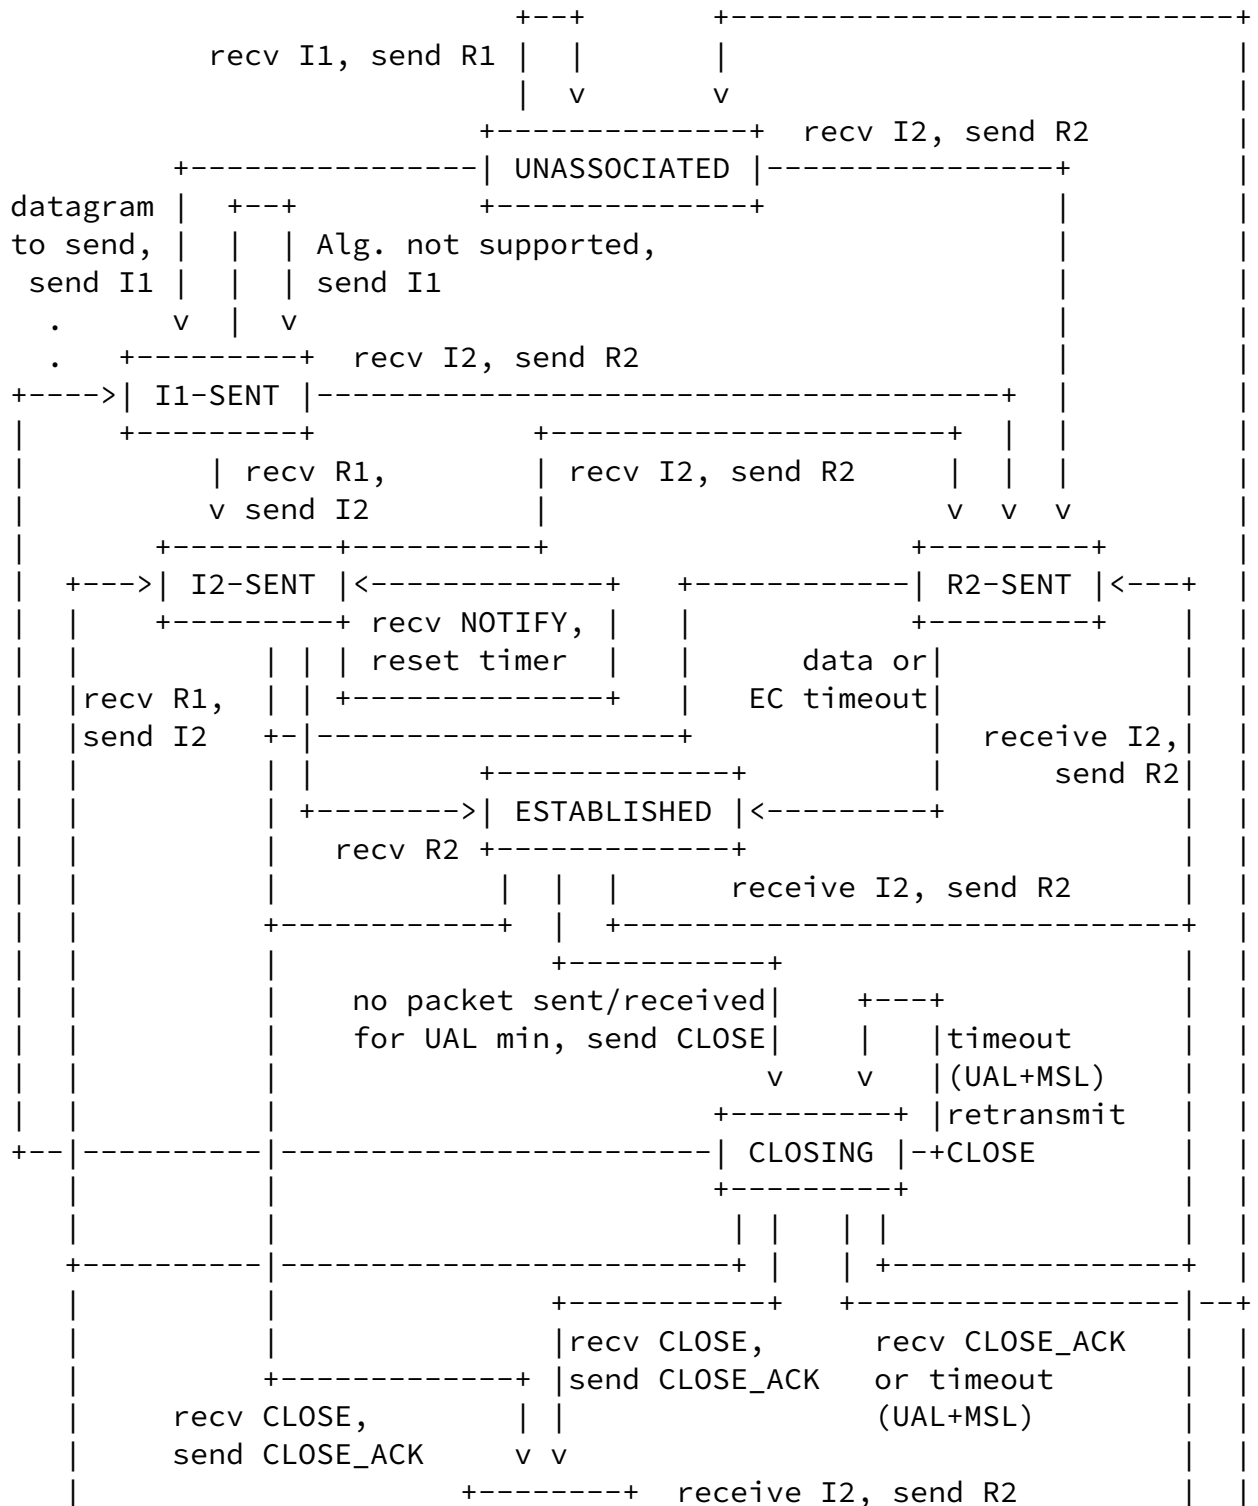 recv I1, send R1
recv I2, send R2
UNASSOCIATED
datagram
to send, Alg. not supported,
send I1 send I1
.
. recv I2, send R2
I1-SENT
recv R1, recv I2, send R2
send I2
I2-SENT R2-SENT
recv NOTIFY,
reset timer data or
recv R1, EC timeout
send I2 receive I2,
send R2
ESTABLISHED
recv R2
receive I2, send R2
no packet sent/received
for UAL min, send CLOSE timeout
(UAL+MSL)
retransmit
CLOSING CLOSE
recv CLOSE, recv CLOSE_ACK
send CLOSE_ACK or timeout
recv CLOSE, (UAL+MSL)
send CLOSE_ACK
receive I2, send R2